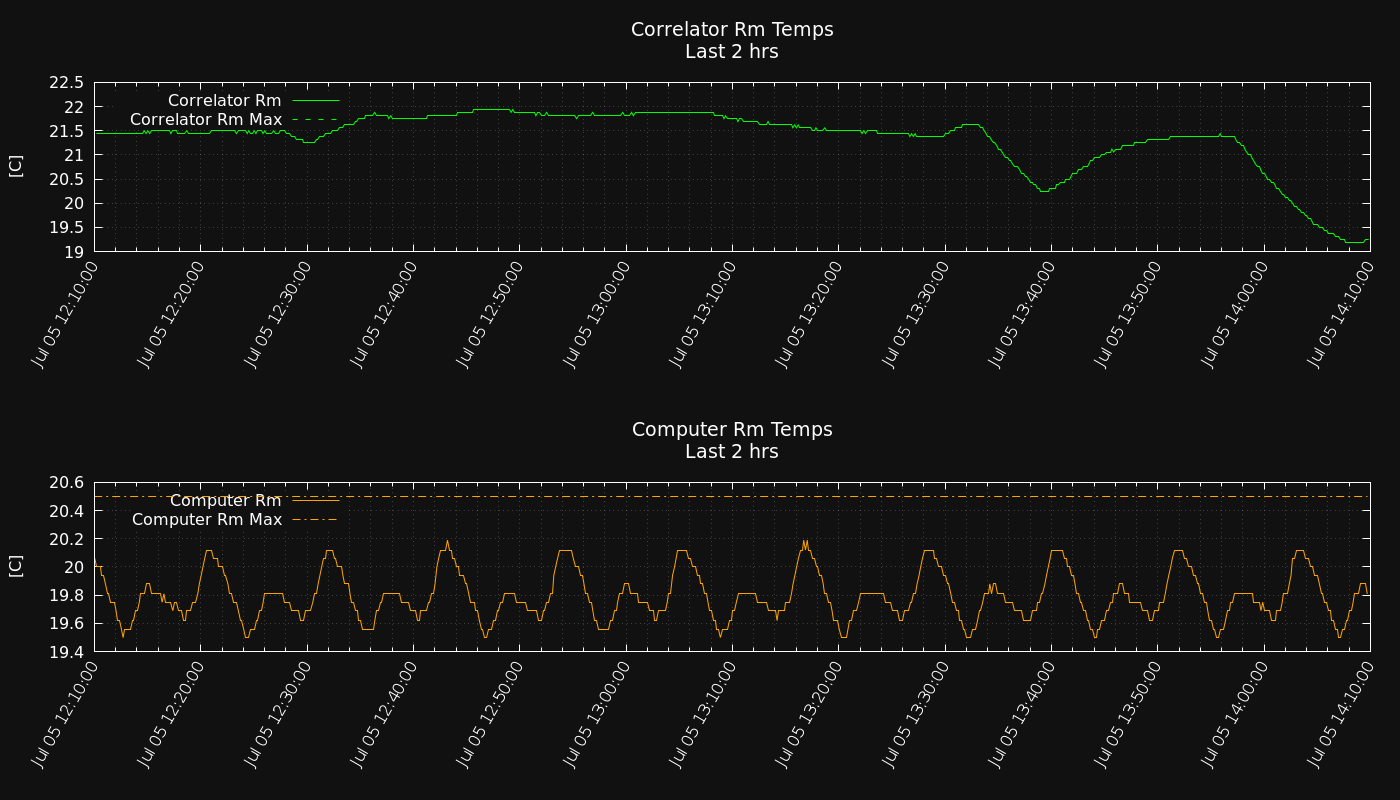 Correlator Rm Temps
Last 2 hrs
22.5
22
21.5
21
20.5
20
19.5
19
[C]
Correlator Rm
Correlator Rm Max
Jul 05 12:10:00
Jul 05 12:20:00
Jul 05 12:30:00
Jul 05 12:40:00
Jul 05 12:50:00
Jul 05 13:00:00
Jul 05 13:10:00
Jul 05 13:20:00
Jul 05 13:30:00
Jul 05 13:40:00
Jul 05 13:50:00
Jul 05 14:00:00
Jul 05 14:10:00
Computer Rm Temps
Last 2 hrs
20.6
20.4
20.2
20
19.8
19.6
19.4
[C]
Computer Rm
Computer Rm Max
Jul 05 12:10:00
Jul 05 12:20:00
Jul 05 12:30:00
Jul 05 12:40:00
Jul 05 12:50:00
Jul 05 13:00:00
Jul 05 13:10:00
Jul 05 13:20:00
Jul 05 13:30:00
Jul 05 13:40:00
Jul 05 13:50:00
Jul 05 14:00:00
Jul 05 14:10:00